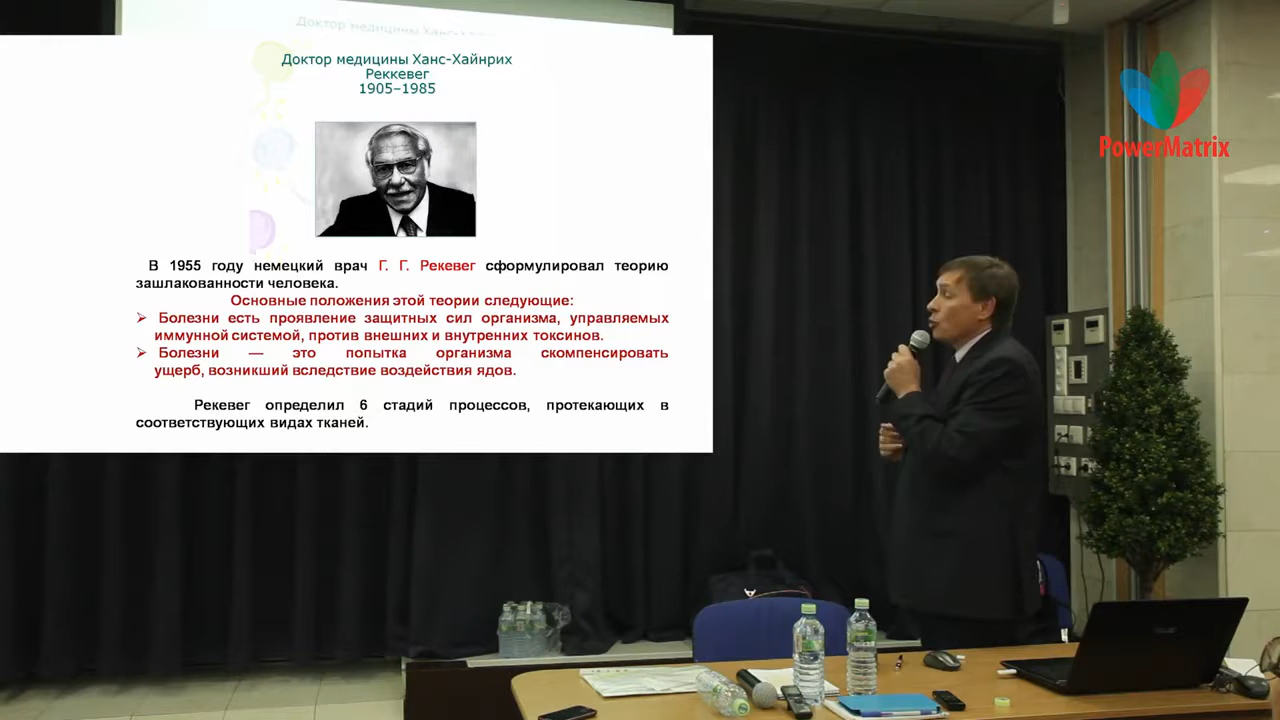 Доктор медицины Ханс-Хайнрих
Реккевег
1905–1985
В 1955 году немецкий врач Г. Г. Рекевег сформулировал теорию
зашлакованности человека.
Основные положения этой теории следующие:
Болезни есть проявление защитных сил организма, управляемых
иммунной системой, против внешних и внутренних токсинов.
Болезни — это попытка организма скомпенсировать
ущерб, возникший вследствие воздействия ядов.
Рекевег определил 6 стадий процессов, протекающих в
соответствующих видах тканей.
PowerMatrix